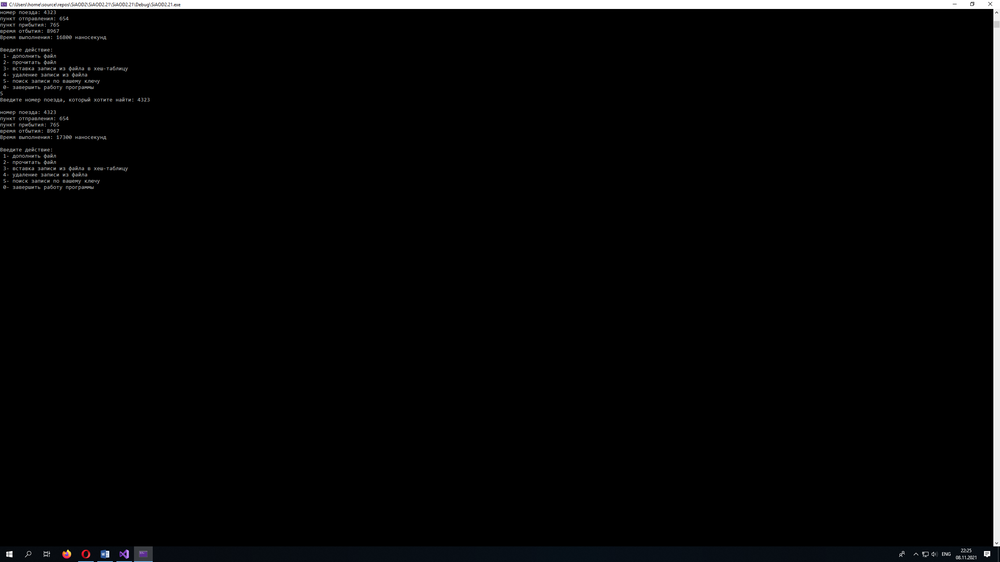 C:\Users\home\source\repos\SiAOD2\SiAOD2.21\SiAOD2.21\Debug\SiAOD2.21.exe
номер поезда: 4323
пункт отправления: 654
пункт прибытия: 765
время отбытия: 8967
Время выполнения: 16800 наносекунд
Введите действие:
1- дополнить файл
2- прочитать файл
3- вставка записи из файла в хеш-таблицу
4- удаление записи из файла
5- поиск записи по вашему ключу
0- завершить работу программы
5
Введите номер поезда, который хотите найти: 4323
номер поезда: 4323
пункт отправления: 654
пункт прибытия: 765
время отбытия: 8967
Время выполнения: 17300 наносекунд
Введите действие:
1- дополнить файл
2- прочитать файл
3- вставка записи из файла в хеш-таблицу
4- удаление записи из файла
5- поиск записи по вашему ключу
0- завершить работу программы
ENG
22:25
08.11.2021